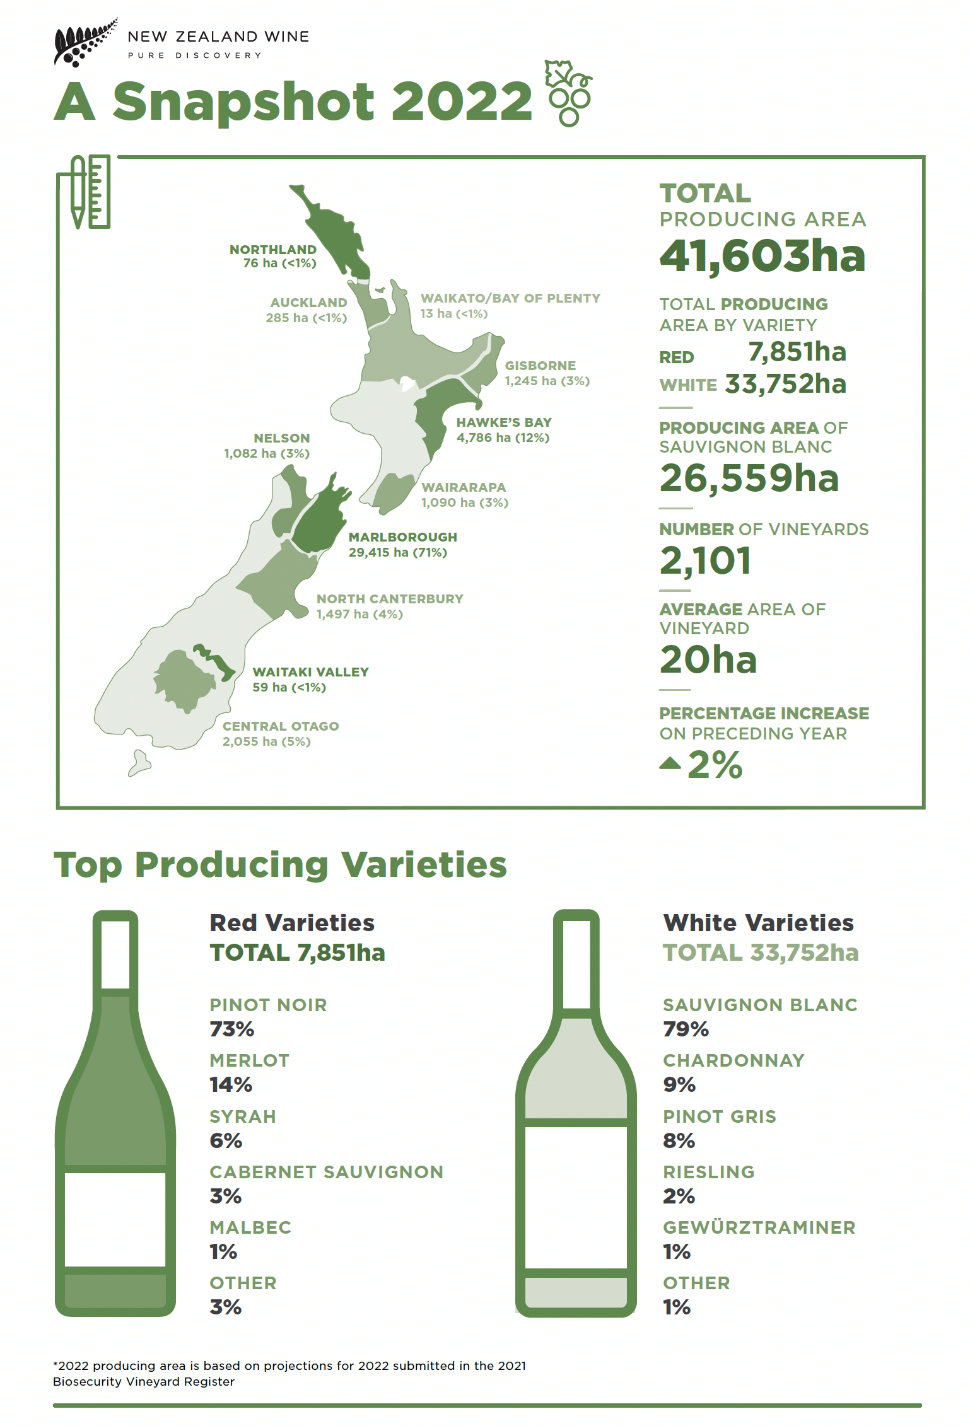 NEW ZEALAND WINE
PURE DISCOVERY
A Snapshot 2022
NORTHLAND
76 ha (<1%)
AUCKLAND
285 ha (<1%)
WAIKATO/BAY OF PLENTY
13 ha (<1%)
GISBORNE
1,245 ha (3%)
HAWKE'S BAY
4,786 ha (12%)
NELSON
1,082 ha (3%)
WAIRARAPA
1,090 ha (3%)
MARLBOROUGH
29,415 ha (71%)
NORTH CANTERBURY
1,497 ha (4%)
WAITAKI VALLEY
59 ha (<1%)
CENTRAL OTAGO
2,055 ha (5%)
TOTAL
PRODUCING AREA
41,603ha
TOTAL PRODUCING
AREA BY VARIETY
RED 7,851ha
WHITE 33,752ha
PRODUCING AREA OF
SAUVIGNON BLANC
26,559ha
NUMBER OF VINEYARDS
2,101
AVERAGE AREA OF
VINEYARD
20ha
PERCENTAGE INCREASE
ON PRECEDING YEAR
2%
Top Producing Varieties
Red Varieties
TOTAL 7,851ha
PINOT NOIR
73%
MERLOT
14%
SYRAH
6%
CABERNET SAUVIGNON
3%
MALBEC
1%
OTHER
3%
White Varieties
TOTAL 33,752ha
SAUVIGNON BLANC
79%
CHARDONNAY
9%
PINOT GRIS
8%
RIESLING
2%
GEWÜRZTRAMINER
1%
OTHER
1%
*2022 producing area is based on projections for 2022 submitted in the 2021
Biosecurity Vineyard Register